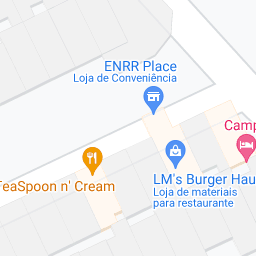 ENRR Place
Loja de Conveniência
Camp
LM's Burger Hau
Loja de materiais
para restaurante
TeaSpoon n' Cream